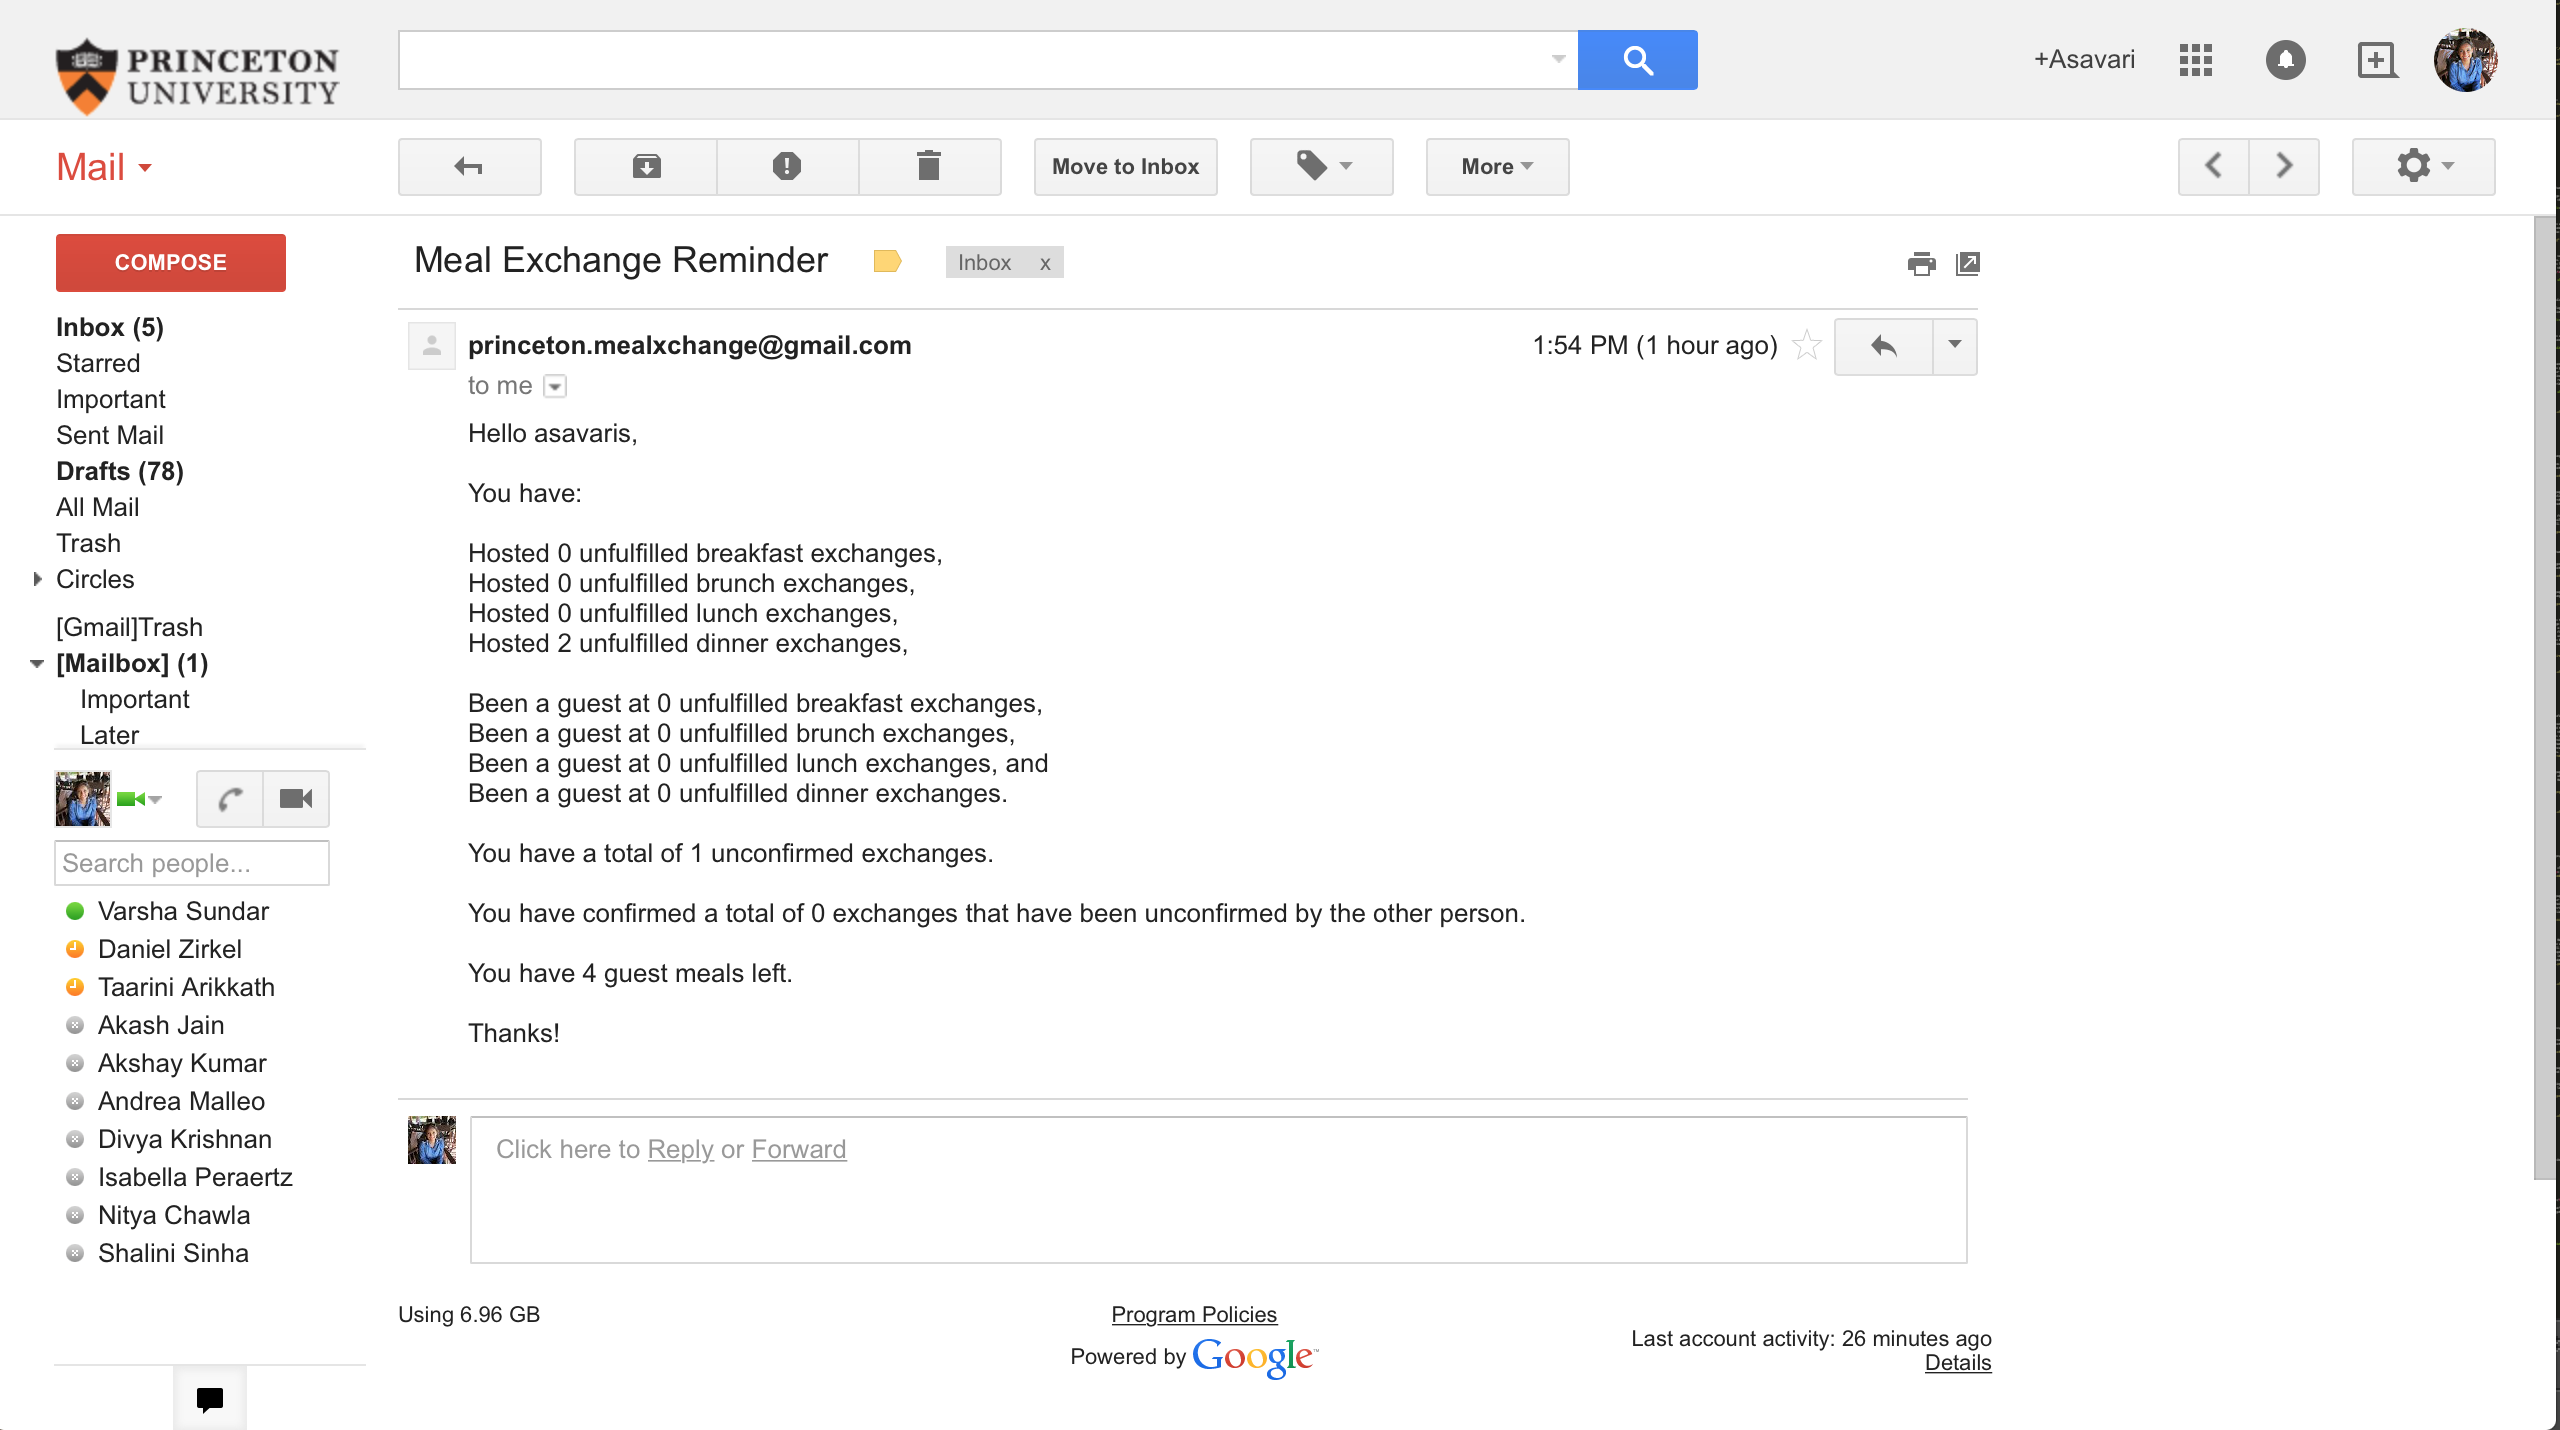 PRINCETON
UNIVERSITY
+Asavari
Mail
Move to Inbox
More
COMPOSE
Inbox (5)
Starred
Important
Sent Mail
Drafts (78)
All Mail
Trash
Circles
[Gmail]Trash
[Mailbox] (1)
Important
Later
Search people...
Varsha Sundar
Daniel Zirkel
Taarini Arikkath
Akash Jain
Akshay Kumar
Andrea Malleo
Divya Krishnan
Isabella Peraertz
Nitya Chawla
Shalini Sinha
Meal Exchange Reminder
Inbox x
princeton.mealxchange@gmail.com
1:54 PM (1 hour ago)
to me
Hello asavaris,
You have:
Hosted 0 unfulfilled breakfast exchanges,
Hosted 0 unfulfilled brunch exchanges,
Hosted 0 unfulfilled lunch exchanges,
Hosted 2 unfulfilled dinner exchanges,
Been a guest at 0 unfulfilled breakfast exchanges,
Been a guest at 0 unfulfilled brunch exchanges,
Been a guest at 0 unfulfilled lunch exchanges, and
Been a guest at 0 unfulfilled dinner exchanges.
You have a total of 1 unconfirmed exchanges.
You have confirmed a total of 0 exchanges that have been unconfirmed by the other person.
You have 4 guest meals left.
Thanks!
Click here to Reply or Forward
Using 6.96 GB
Program Policies
Powered by Google™
Last account activity: 26 minutes ago
Details